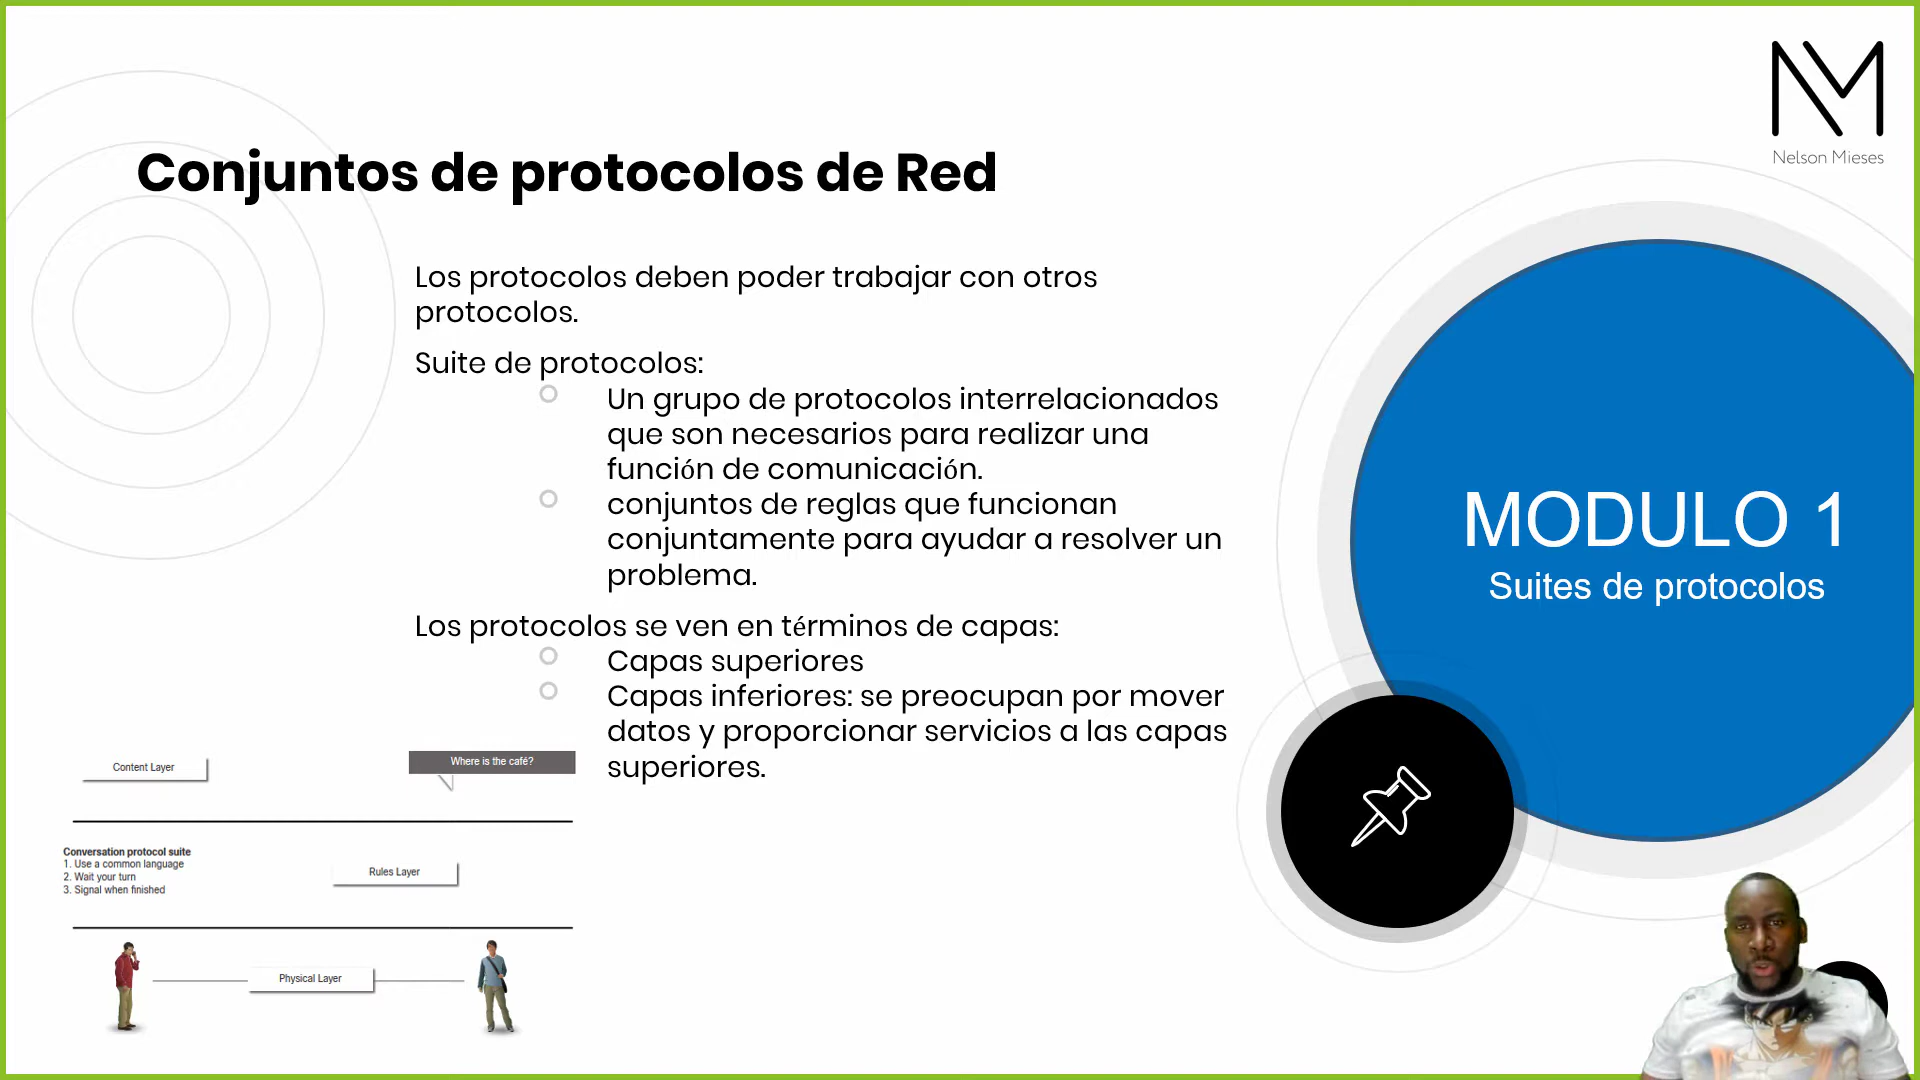 Nelson Mieses
Conjuntos de protocolos de Red
Los protocolos deben poder trabajar con otros
protocolos.
Suite de protocolos:
Un grupo de protocolos interrelacionados
que son necesarios para realizar una
función de comunicación.
conjuntos de reglas que funcionan
conjuntamente para ayudar a resolver un
problema.
Los protocolos se ven en términos de capas:
Capas superiores
Capas inferiores: se preocupan por mover
datos y proporcionar servicios a las capas
superiores.
MODULO 1
Suites de protocolos
Content Layer
Where is the café?
Conversation protocol suite
1. Use a common language
2. Wait your turn
3. Signal when finished
Rules Layer
Physical Layer